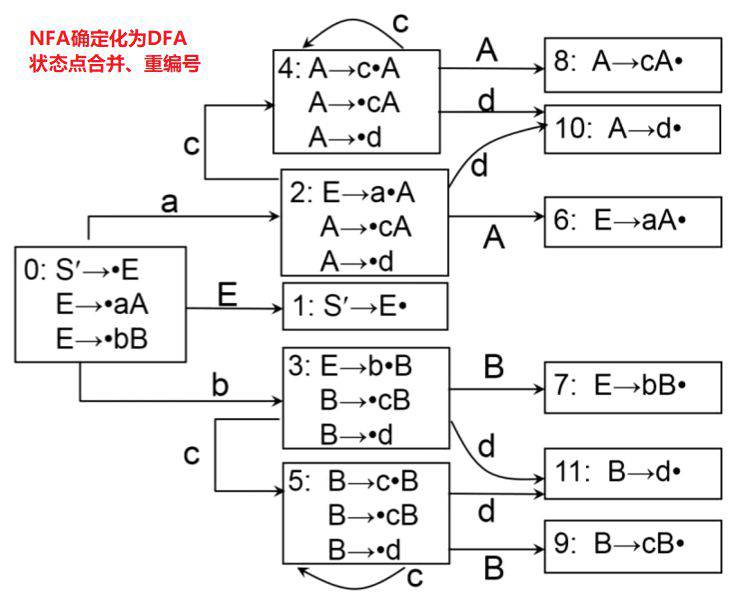 NFA确定化为DFA
状态点合并、重编号
c
4: A→c•A
A→•cA
A→•d
A
8: A→cA•
d
10: A→d•
c
d
2: E→a•A
A→•cA
A→•d
a
A
6: E→aA•
0: S′→•E
E→•aA
E→•bB
E
1: S′→E•
b
3: E→b•B
B→•cB
B→•d
B
7: E→bB•
c
d
11: B→d•
5: B→c•B
B→•cB
B→•d
d
B
9: B→cB•
c